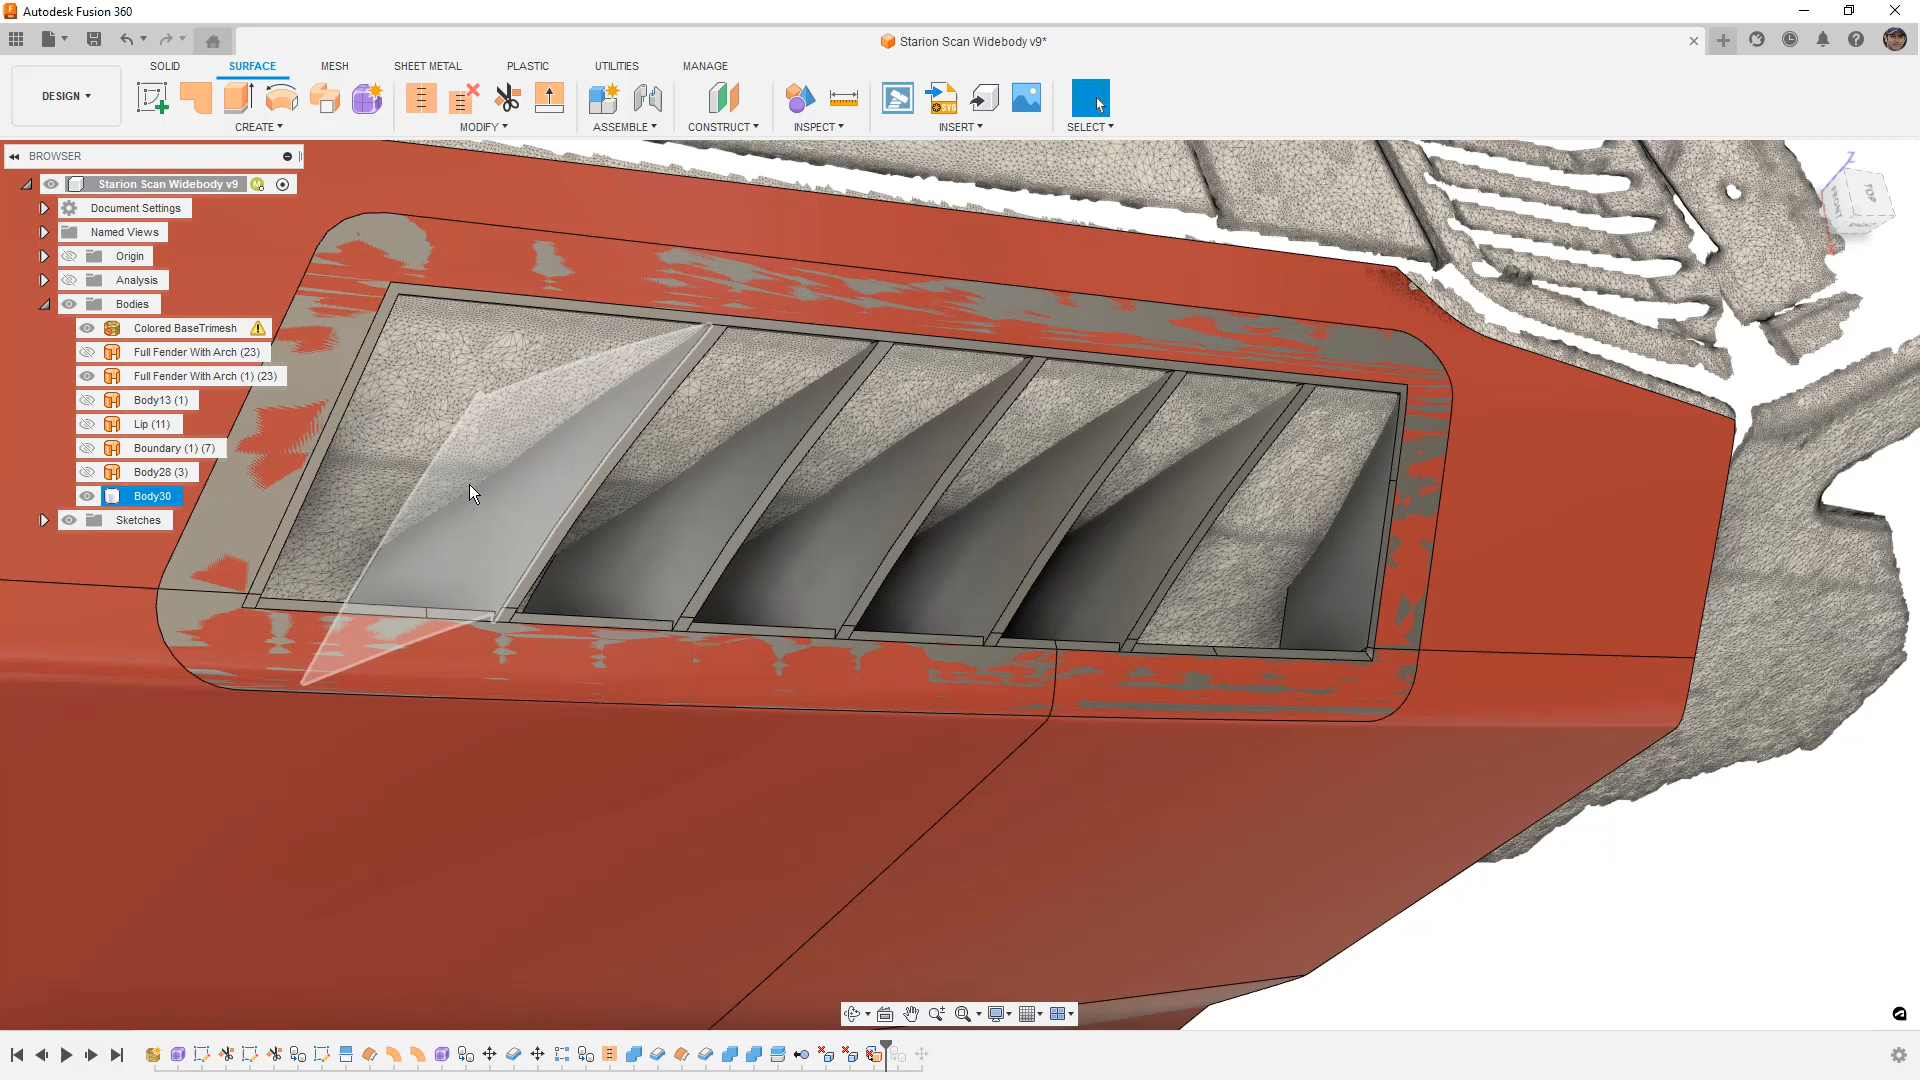 Autodesk Fusion 360
Starion Scan Widebody v9*
SOLID
SURFACE
MESH
SHEET METAL
PLASTIC
UTILITIES
MANAGE
DESIGN
CREATE
MODIFY
ASSEMBLE
CONSTRUCT
INSPECT
INSERT
SELECT
SVG
BROWSER
Starion Scan Widebody v9
Document Settings
Named Views
Origin
Analysis
Bodies
Colored BaseTrimesh
Full Fender With Arch (23)
Full Fender With Arch (1) (23)
Body13 (1)
Lip (11)
Boundary (1) (7)
Body28 (3)
Body30
Sketches
Z
TOP
FRONT